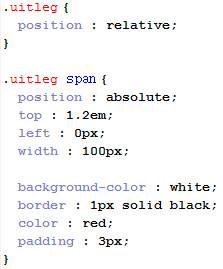 .uitleg {
position : relative;
}
.uitleg span {
position : absolute;
top : 1.2em;
left : 0px;
width : 100px;
background-color : white;
border : 1px solid black;
color : red;
padding : 3px;
}